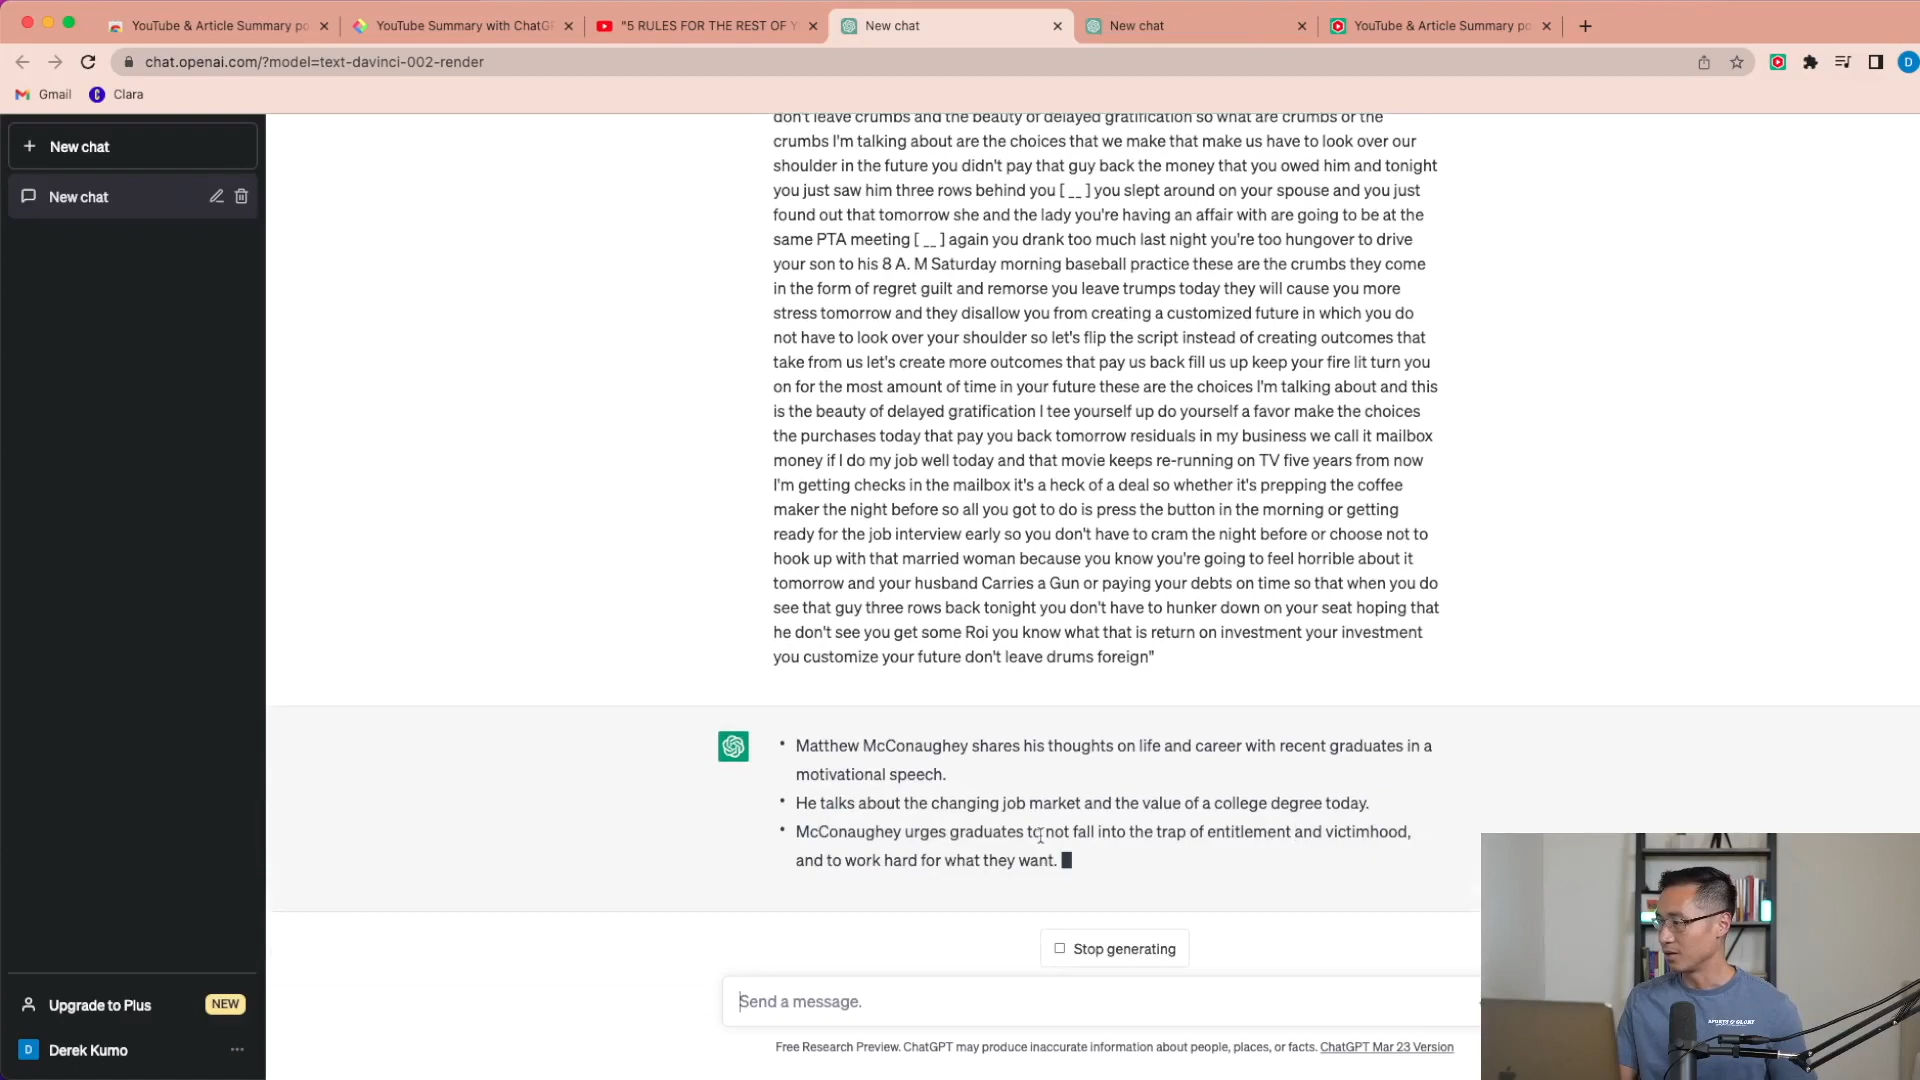 YouTube & Article Summary po
YouTube Summary with ChatG
"5 RULES FOR THE REST OF Y
New chat
New chat
YouTube & Article Summary po
chat.openai.com/?model=text-davinci-002-render
D
Gmail
Clara
New chat
New chat
don't leave crumbs and the beauty of delayed gratification so what are crumbs or the
crumbs I'm talking about are the choices that we make that make us have to look over our
shoulder in the future you didn't pay that guy back the money that you owed him and tonight
you just saw him three rows behind you [ __ ] you slept around on your spouse and you just
found out that tomorrow she and the lady you're having an affair with are going to be at the
same PTA meeting [ __ ] again you drank too much last night you're too hungover to drive
your son to his 8 A. M Saturday morning baseball practice these are the crumbs they come
in the form of regret guilt and remorse you leave trumps today they will cause you more
stress tomorrow and they disallow you from creating a customized future in which you do
not have to look over your shoulder so let's flip the script instead of creating outcomes that
take from us let's create more outcomes that pay us back fill us up keep your fire lit turn you
on for the most amount of time in your future these are the choices I'm talking about and this
is the beauty of delayed gratification I tee yourself up do yourself a favor make the choices
the purchases today that pay you back tomorrow residuals in my business we call it mailbox
money if I do my job well today and that movie keeps re-running on TV five years from now
I'm getting checks in the mailbox it's a heck of a deal so whether it's prepping the coffee
maker the night before so all you got to do is press the button in the morning or getting
ready for the job interview early so you don't have to cram the night before or choose not to
hook up with that married woman because you know you're going to feel horrible about it
tomorrow and your husband Carries a Gun or paying your debts on time so that when you do
see that guy three rows back tonight you don't have to hunker down on your seat hoping that
he don't see you get some Roi you know what that is return on investment your investment
you customize your future don't leave drums foreign"
• Matthew McConaughey shares his thoughts on life and career with recent graduates in a
motivational speech.
• He talks about the changing job market and the value of a college degree today.
• McConaughey urges graduates to not fall into the trap of entitlement and victimhood,
and to work hard for what they want.
Stop generating
Send a message.
Upgrade to Plus NEW
D Derek Kumo
Free Research Preview. ChatGPT may produce inaccurate information about people, places, or facts. ChatGPT Mar 23 Version